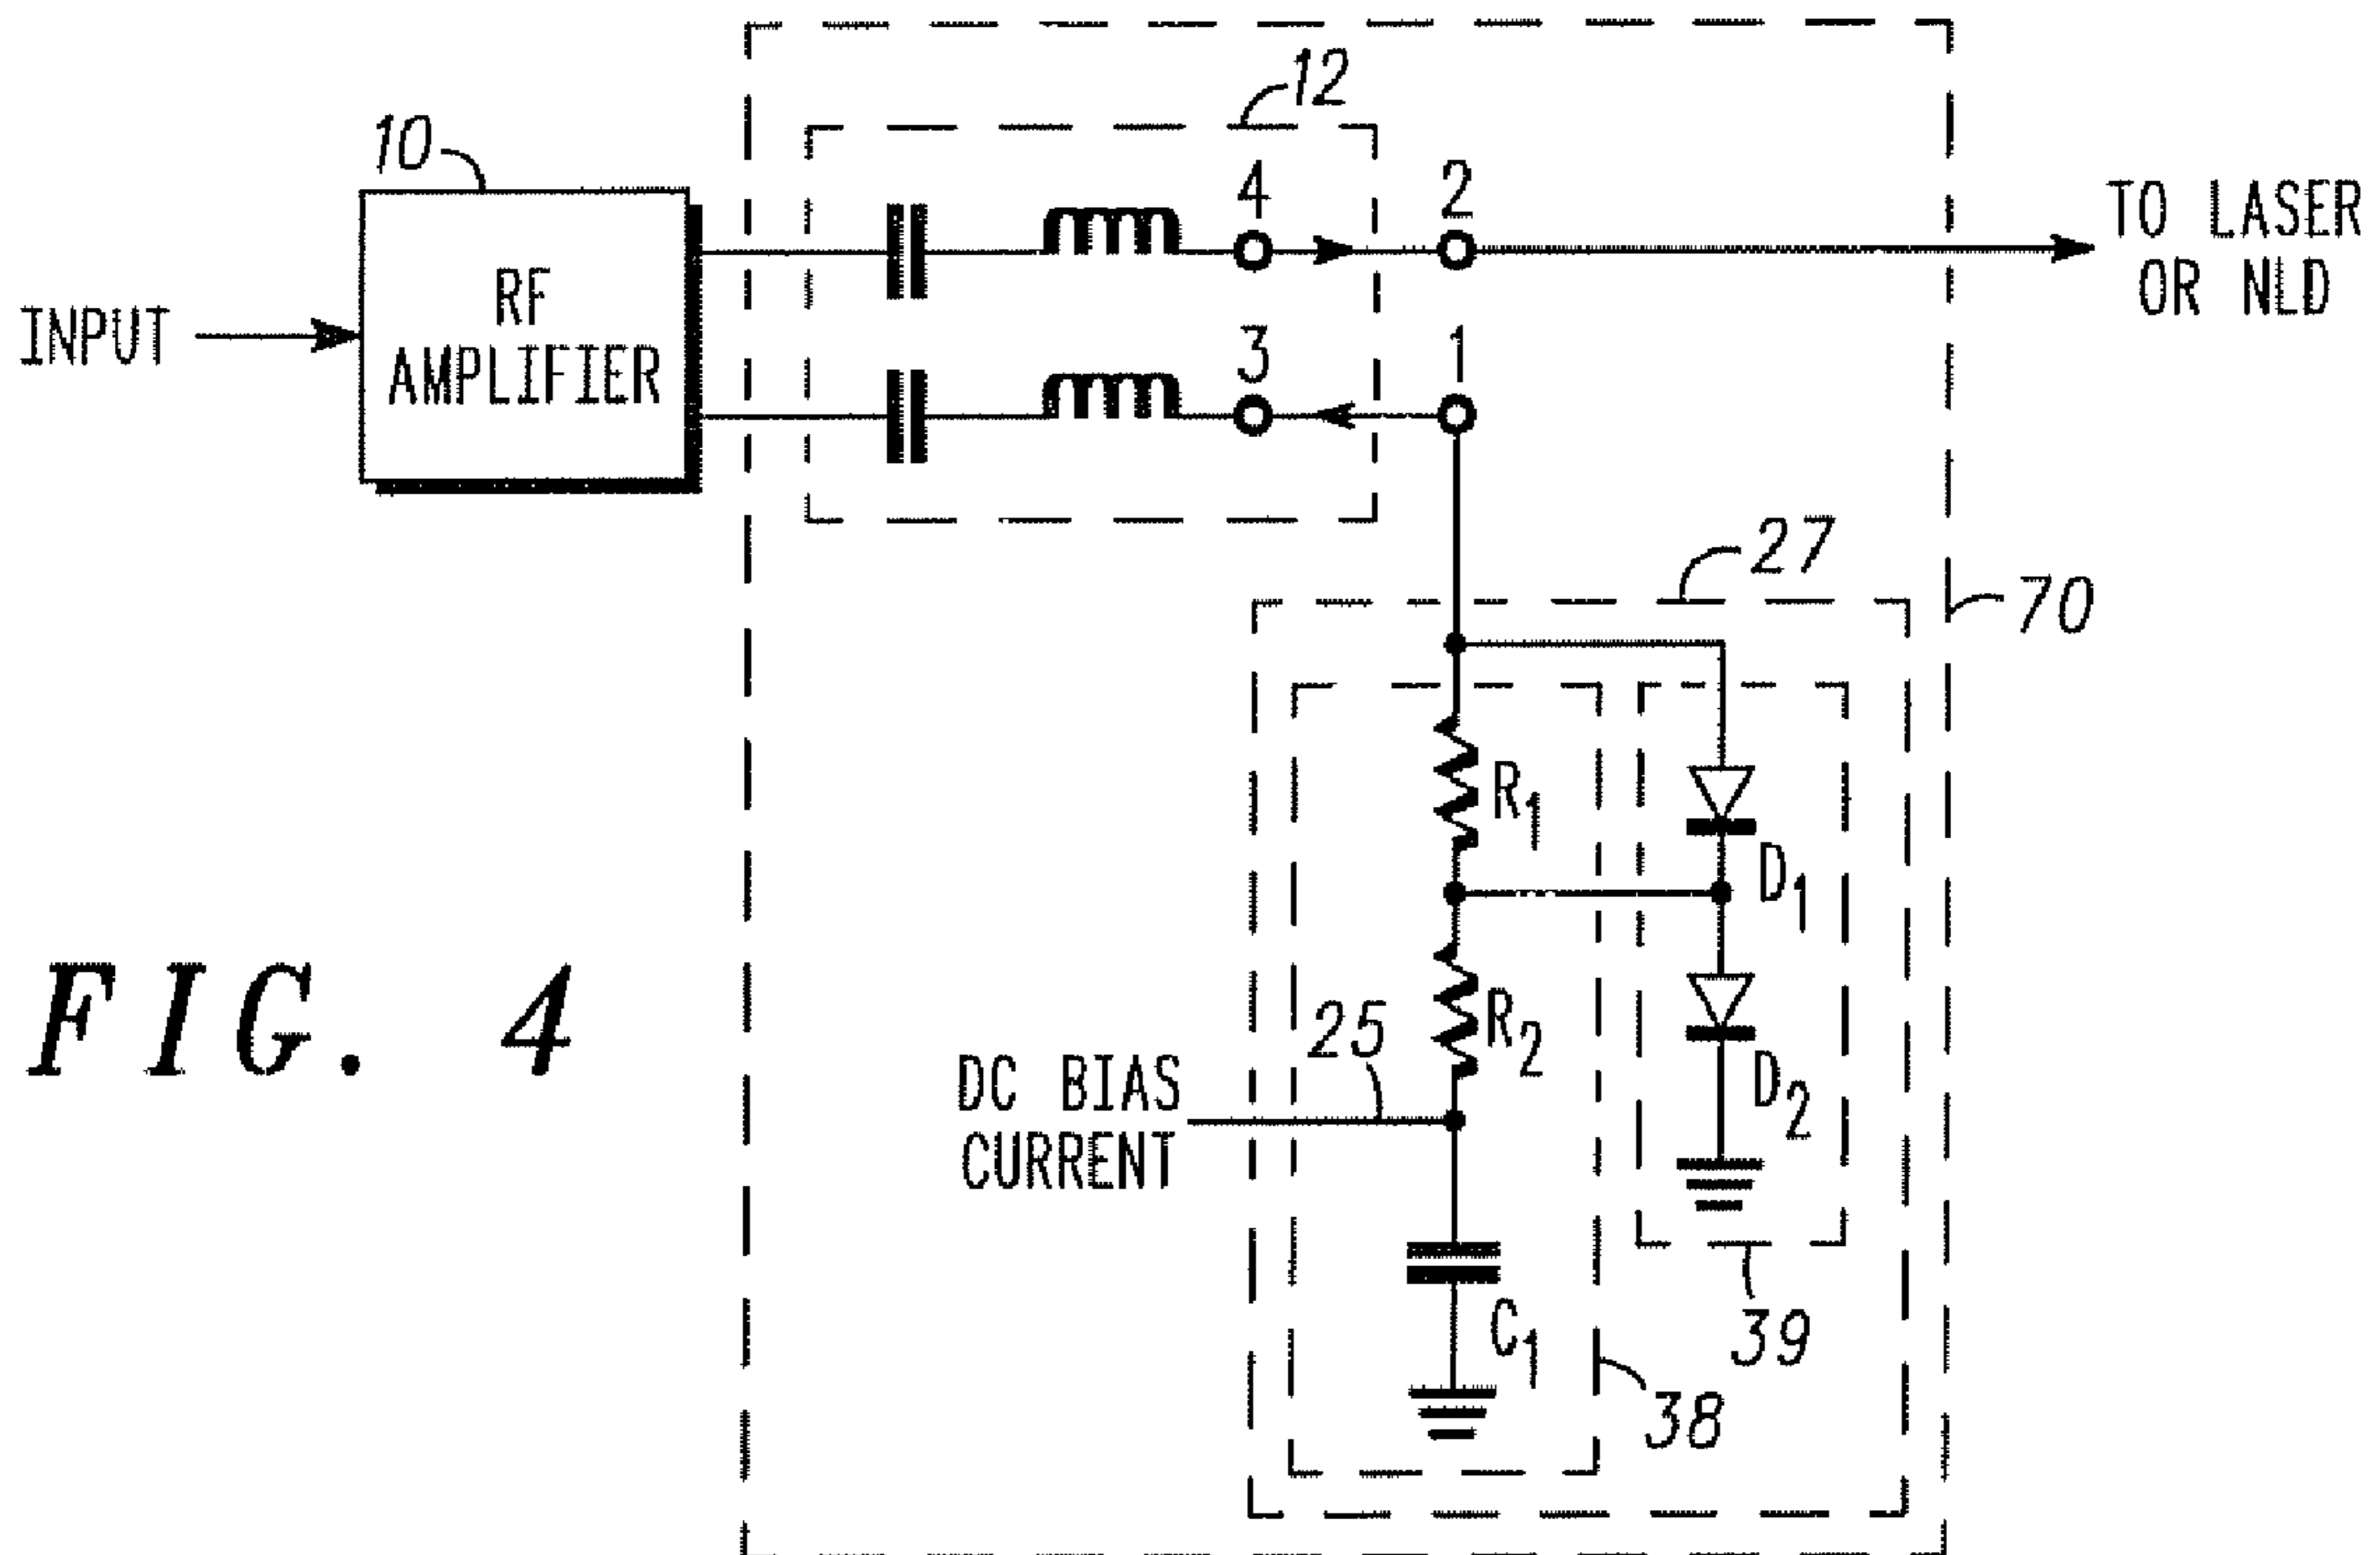 12
10
4
2
TO LASER
OR NLD
RF
AMPLIFIER
INPUT
3
1
27
70
R1
D1
FIG. 4
25
R2
DC BIAS
CURRENT
D2
C1
39
38